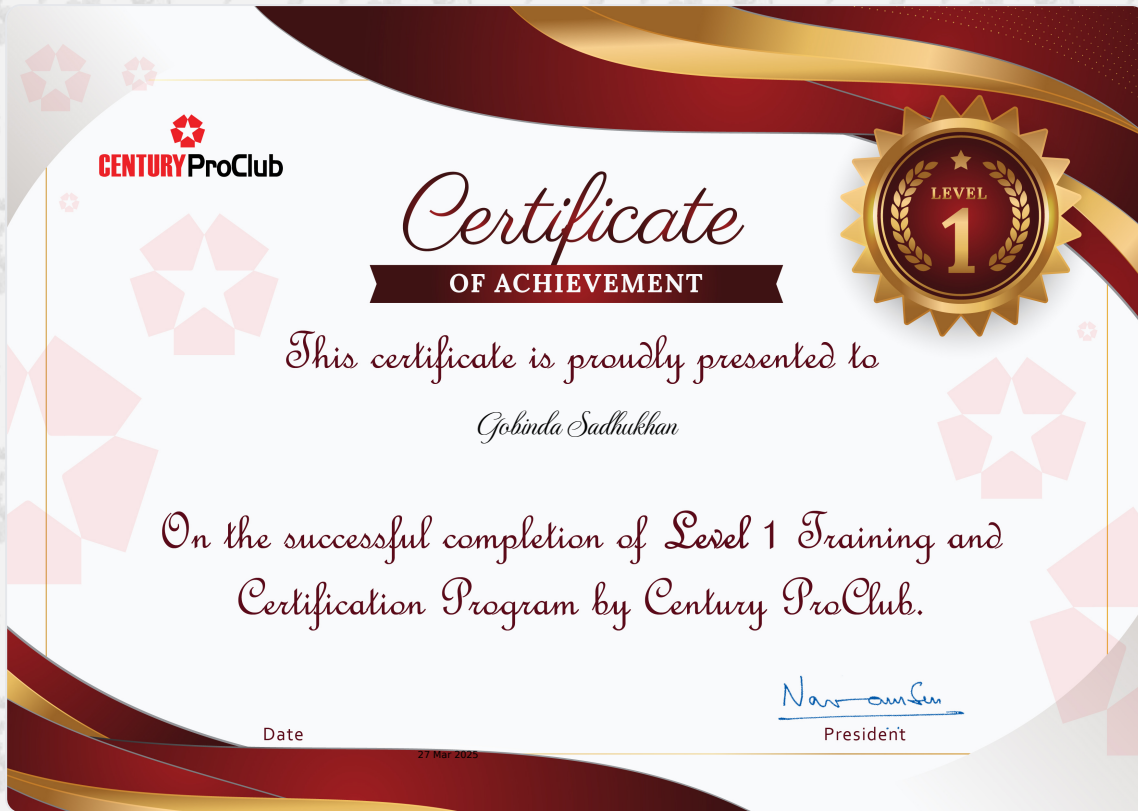 CENTURY ProClub
LEVEL
1
Certificate
OF ACHIEVEMENT
This certificate is proudly presented to
Gobinda Sadhukhan
On the successful completion of Level 1 Training and
Certification Program by Century ProClub.
Date
President
27 Mar 2025